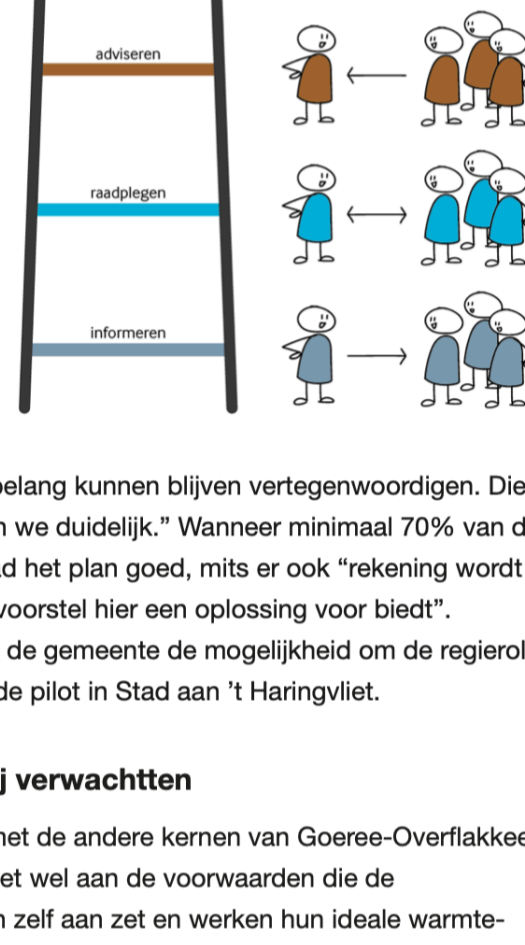 adviseren
raadplegen
informeren
belang kunnen blijven vertegenwoordigen. Die
we duidelijk.” Wanneer minimaal 70% van d
d het plan goed, mits er ook “rekening wordt
voorstel hier een oplossing voor biedt”.
de gemeente de mogelijkheid om de regierol
de pilot in Stad aan ’t Haringvliet.
j verwachtten
met de andere kernen van Goeree-Overflakkee
et wel aan de voorwaarden die de
n zelf aan zet en werken hun ideale warmte-